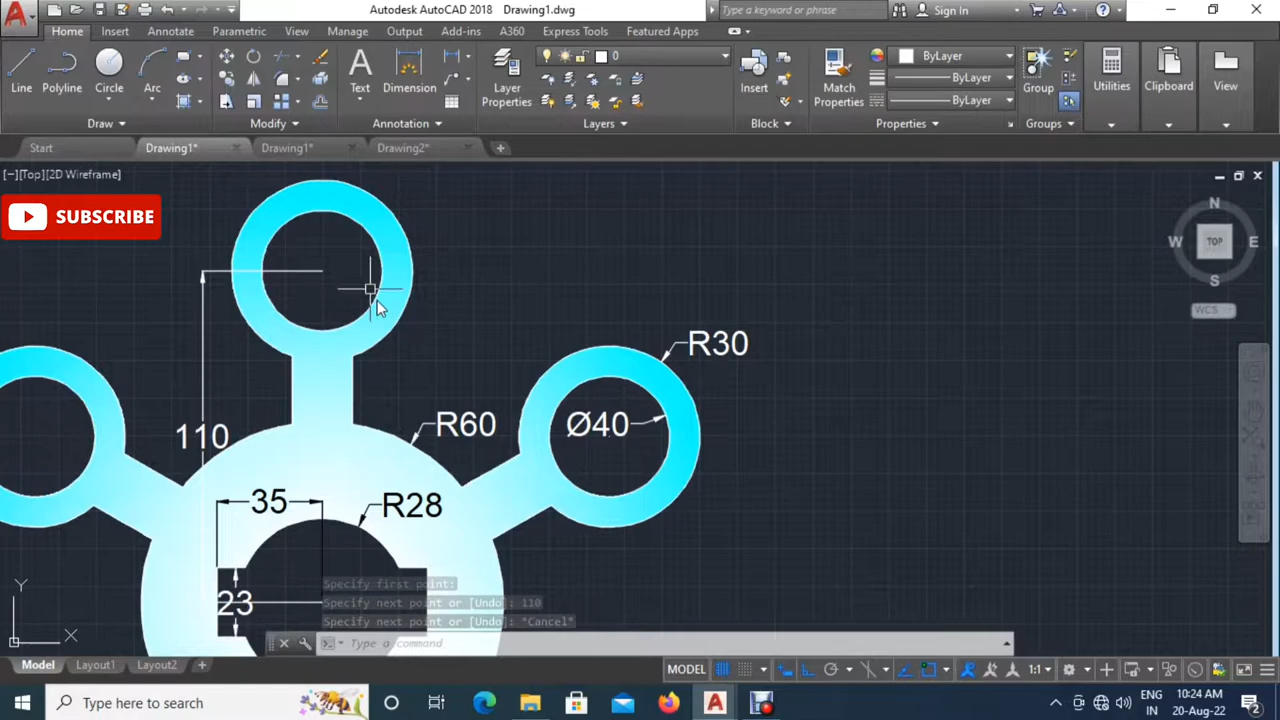 Autodesk AutoCAD 2018 Drawing1.dwg
Type a keyword or phrase
Sign In
Home Insert Annotate Parametric View Manage Output Add-ins A360 Express Tools Featured Apps
0
ByLayer
ByLayer
ByLayer
Line Polyline Circle Arc
Text Dimension
Layer Properties
Insert
Match Properties
Group
Utilities
Clipboard
View
Draw Modify Annotation Layers Block Properties Groups
Start Drawing1* Drawing1* Drawing2*
[−][Top][2D Wireframe]
SUBSCRIBE
N
W TOP E
S
WCS
R30
110
R60
Ø40
35
R28
23
Specify first point:
Specify next point or [Undo]: 110
Specify next point or [Undo]: "Cancel"
Type a command
Y
X
Model Layout1 Layout2
MODEL
1:1
Type here to search
ENG
IN
10:24 AM
20-Aug-22
2